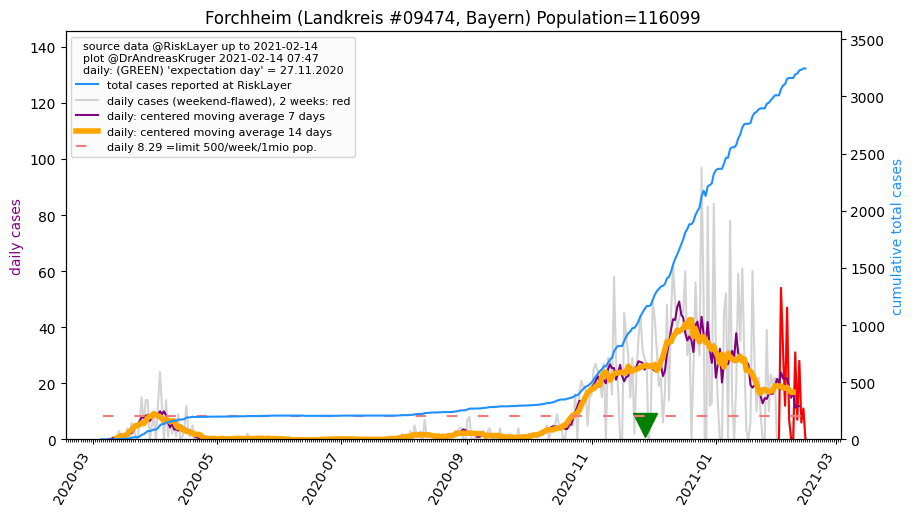 Forchheim (Landkreis #09474, Bayern) Population=116099
source data @RiskLayer up to 2021-02-14
plot @DrAndreasKruger 2021-02-14 07:47
daily: (GREEN) 'expectation day' = 27.11.2020
total cases reported at RiskLayer
daily cases (weekend-flawed), 2 weeks: red
daily: centered moving average 7 days
daily: centered moving average 14 days
daily 8.29 =limit 500/week/1mio pop.
daily cases
140
120
100
80
60
40
20
0
cumulative total cases
3500
3000
2500
2000
1500
1000
500
0
2020-03
2020-05
2020-07
2020-09
2020-11
2021-01
2021-03